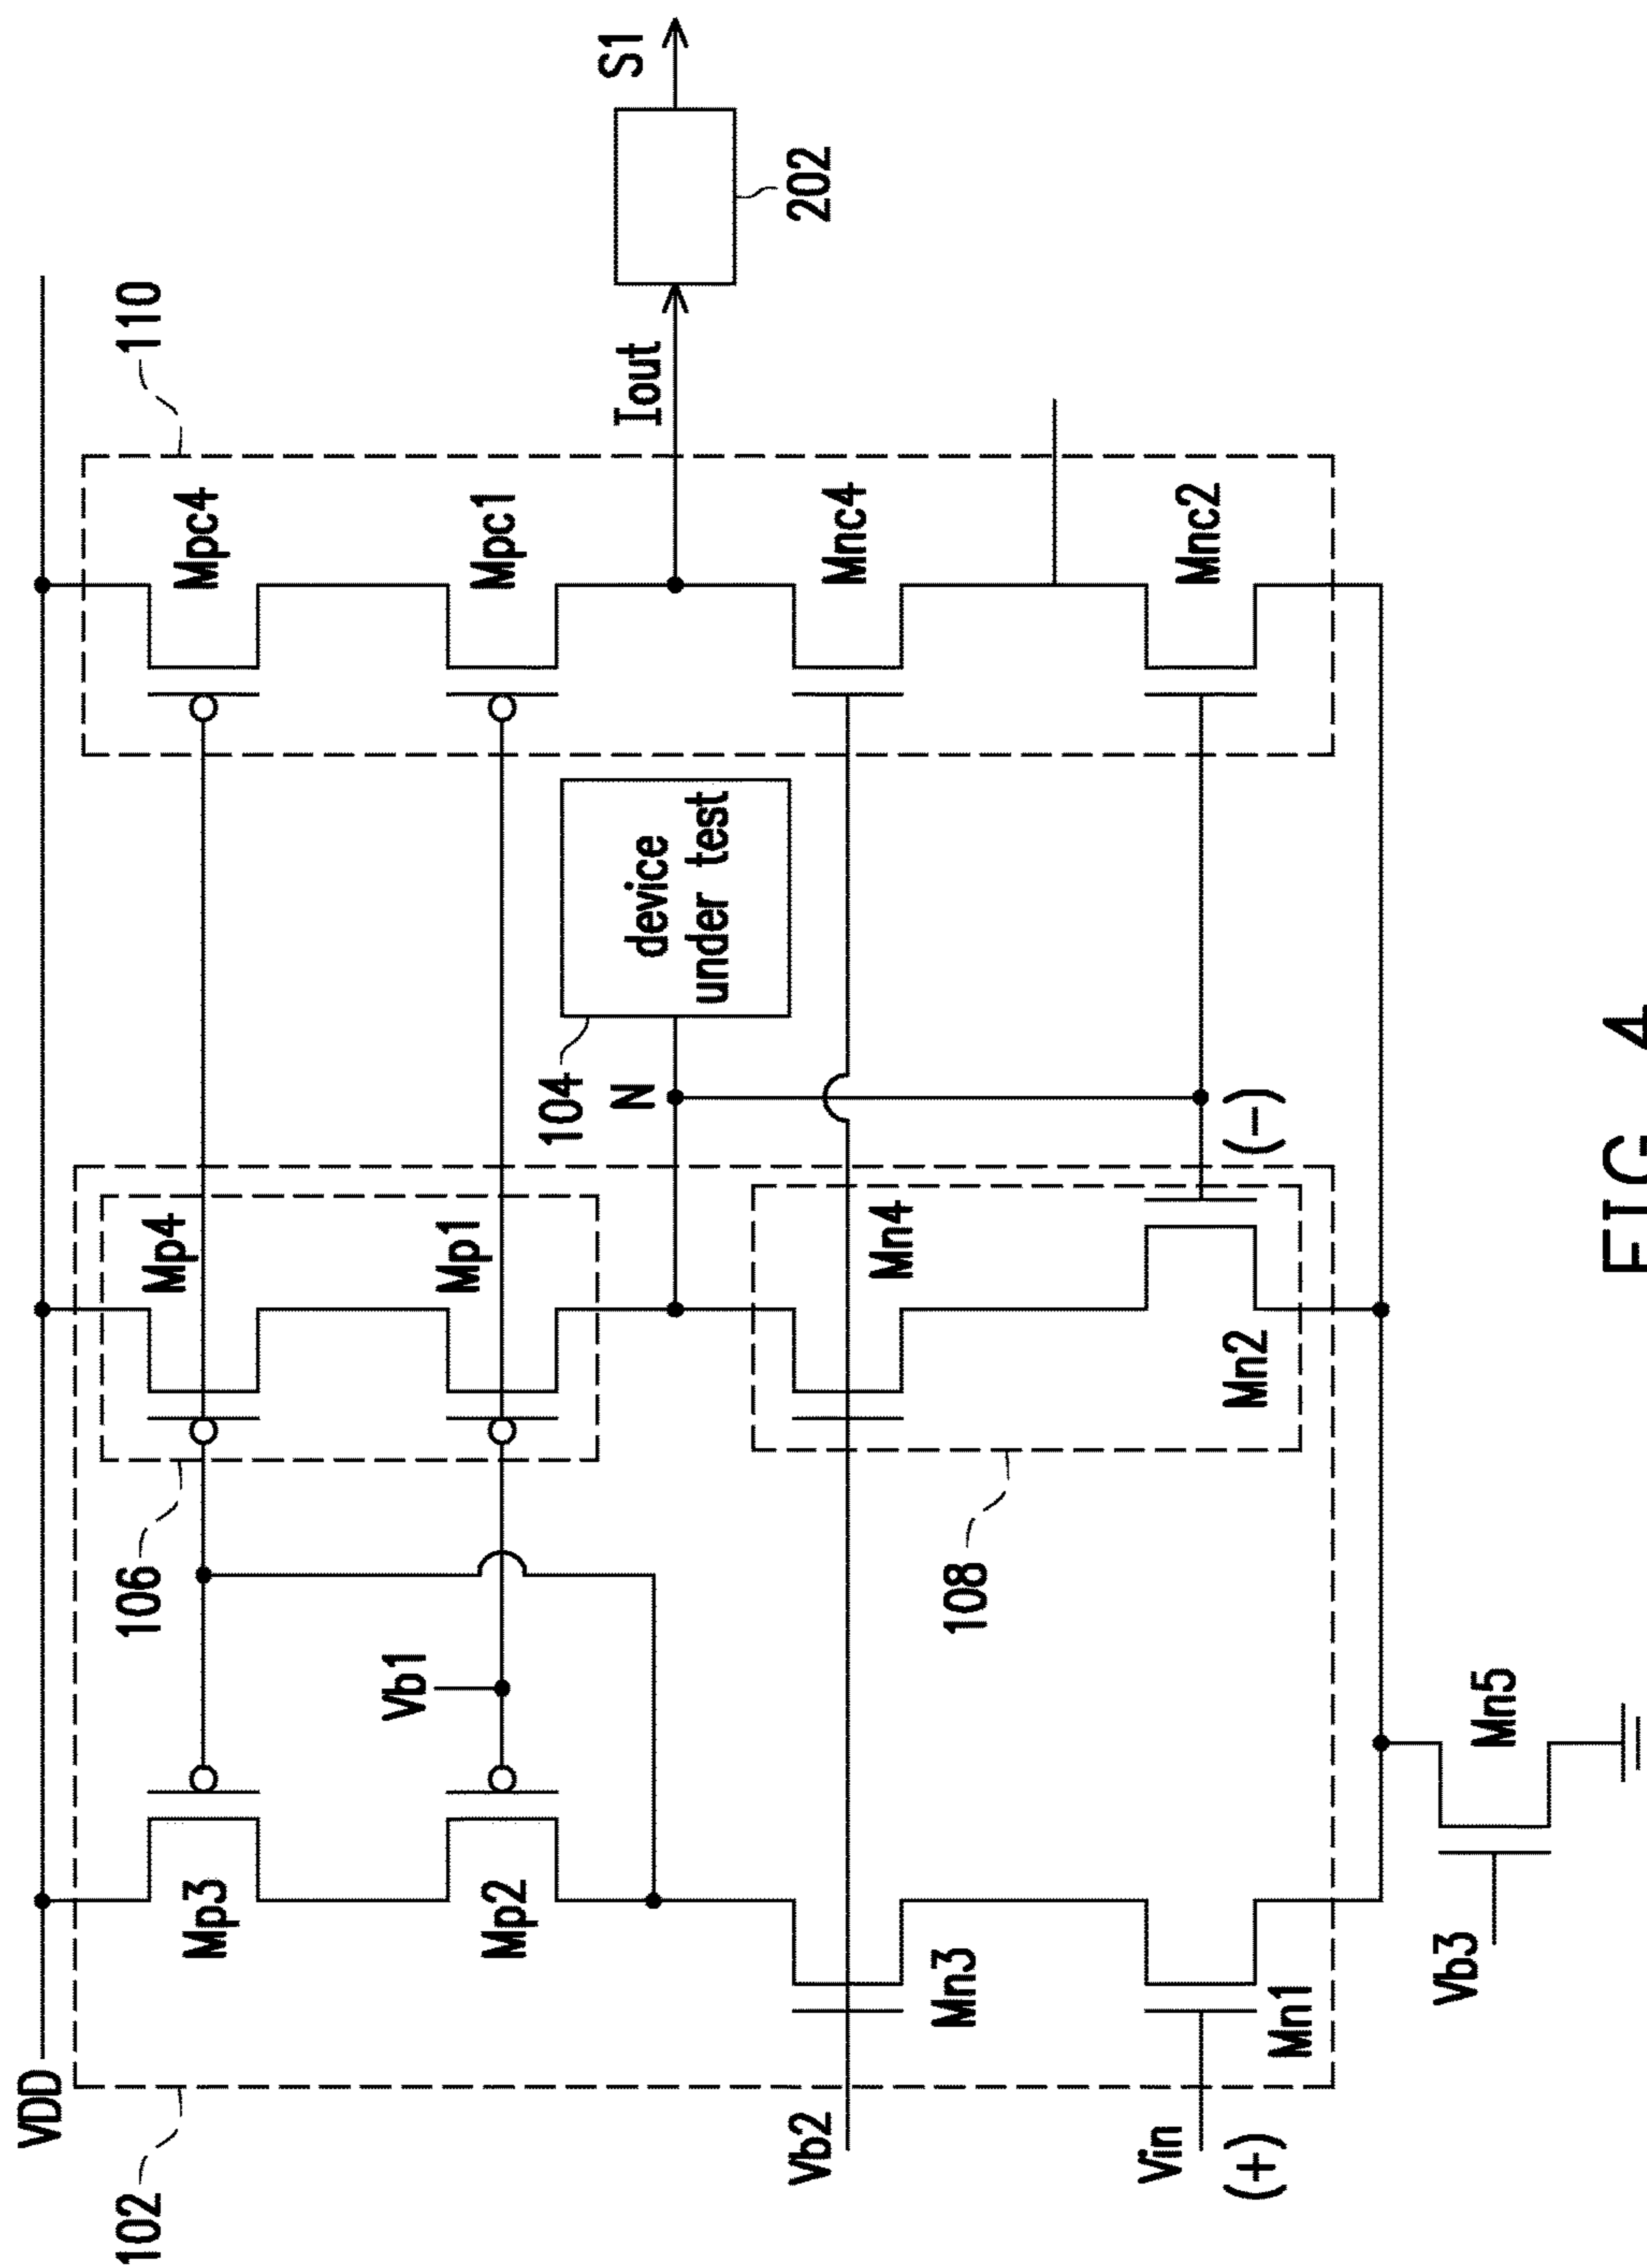 VDD
102
Mp3
Mp2
Vb1
106
Mp4
Mp1
104
N
device
under test
110
Mpc4
Mpc1
Iout
202
S1
Vb2
Mn3
108
Mn4
Mnc4
Vin
(+)
Mn1
Mn2
(-)
Mnc2
Vb3
Mn5
FIG. 4